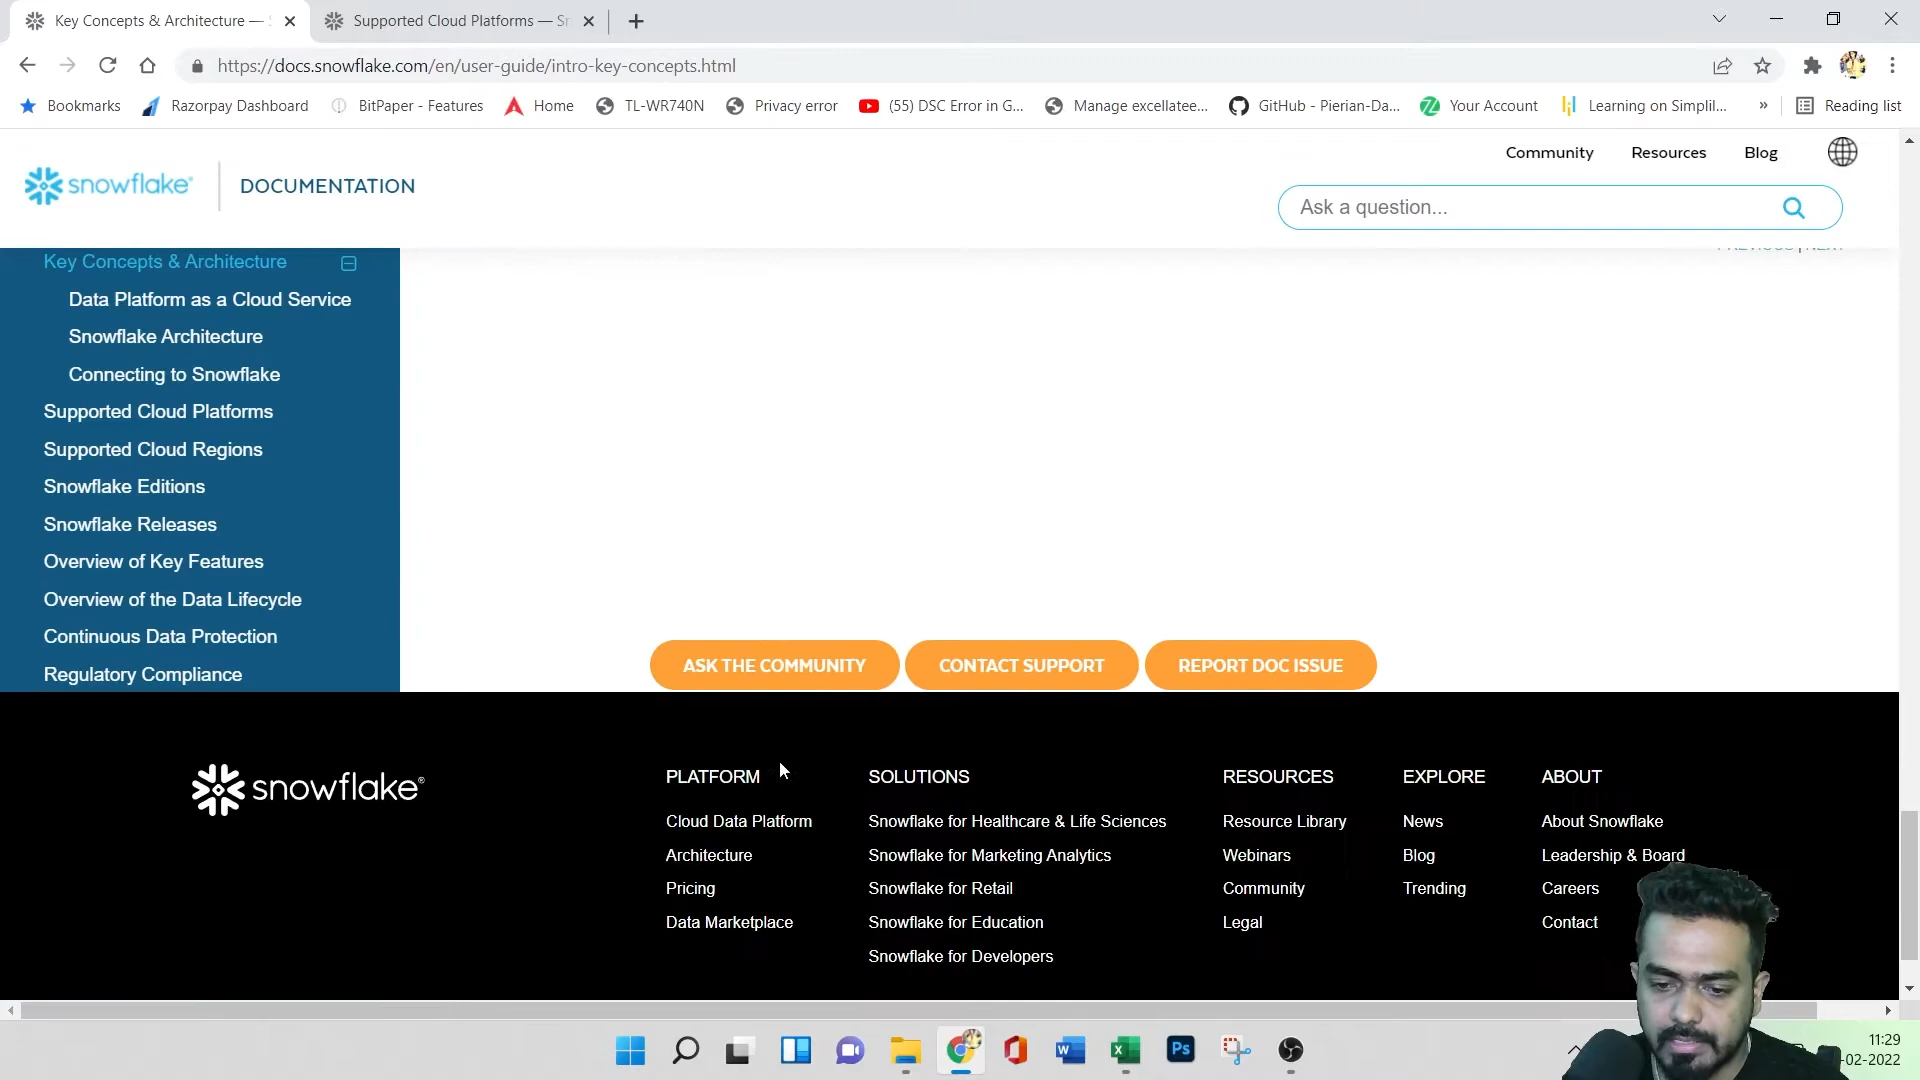 Key Concepts & Architecture —
Supported Cloud Platforms — Sn
https://docs.snowflake.com/en/user-guide/intro-key-concepts.html
Bookmarks
Razorpay Dashboard
BitPaper - Features
Home
TL-WR740N
Privacy error
(55) DSC Error in G...
Manage excellatee...
GitHub - Pierian-Da...
Your Account
Learning on Simplil...
»
Reading list
Community
Resources
Blog
snowflake
DOCUMENTATION
Ask a question...
PREVIOUS | NEXT
Key Concepts & Architecture
Data Platform as a Cloud Service
Snowflake Architecture
Connecting to Snowflake
Supported Cloud Platforms
Supported Cloud Regions
Snowflake Editions
Snowflake Releases
Overview of Key Features
Overview of the Data Lifecycle
Continuous Data Protection
Regulatory Compliance
ASK THE COMMUNITY
CONTACT SUPPORT
REPORT DOC ISSUE
snowflake®
PLATFORM
Cloud Data Platform
Architecture
Pricing
Data Marketplace
SOLUTIONS
Snowflake for Healthcare & Life Sciences
Snowflake for Marketing Analytics
Snowflake for Retail
Snowflake for Education
Snowflake for Developers
RESOURCES
Resource Library
Webinars
Community
Legal
EXPLORE
News
Blog
Trending
ABOUT
About Snowflake
Leadership & Board
Careers
Contact
W
X
Ps
11:29
-02-2022